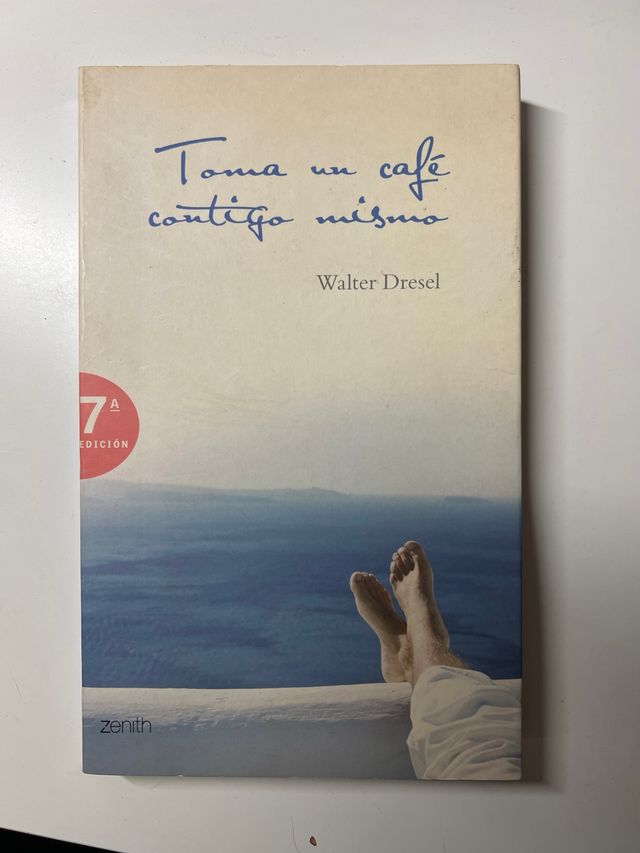 Toma un café
contigo mismo
Walter Dresel
7ª
EDICIÓN
zenith